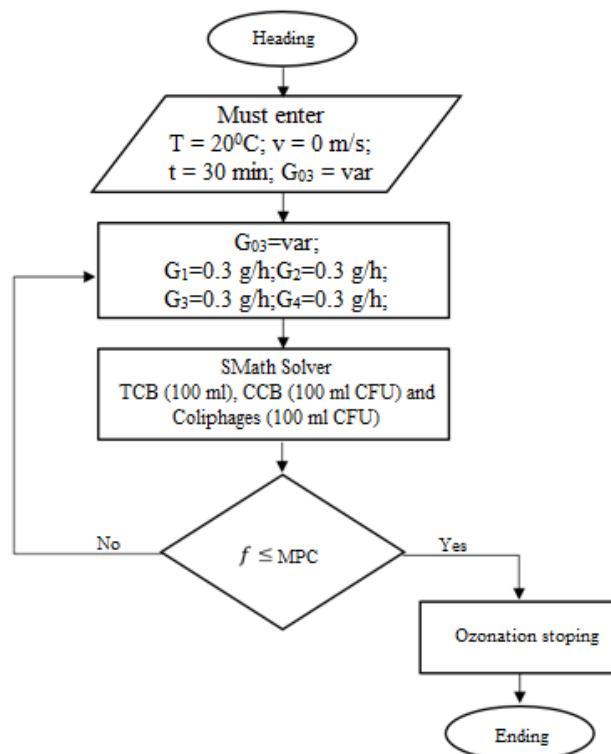 Heading
Must enter
T = 20⁰C; v = 0 m/s;
t = 30 min; G₀₃ = var
G₀₃=var;
G₁=0.3 g/h;G₂=0.3 g/h;
G₃=0.3 g/h;G₄=0.3 g/h;
SMath Solver
TCB (100 ml), CCB (100 ml CFU) and
Coliphages (100 ml CFU)
No
f ≤ MPC
Yes
Ozonation stoping
Ending